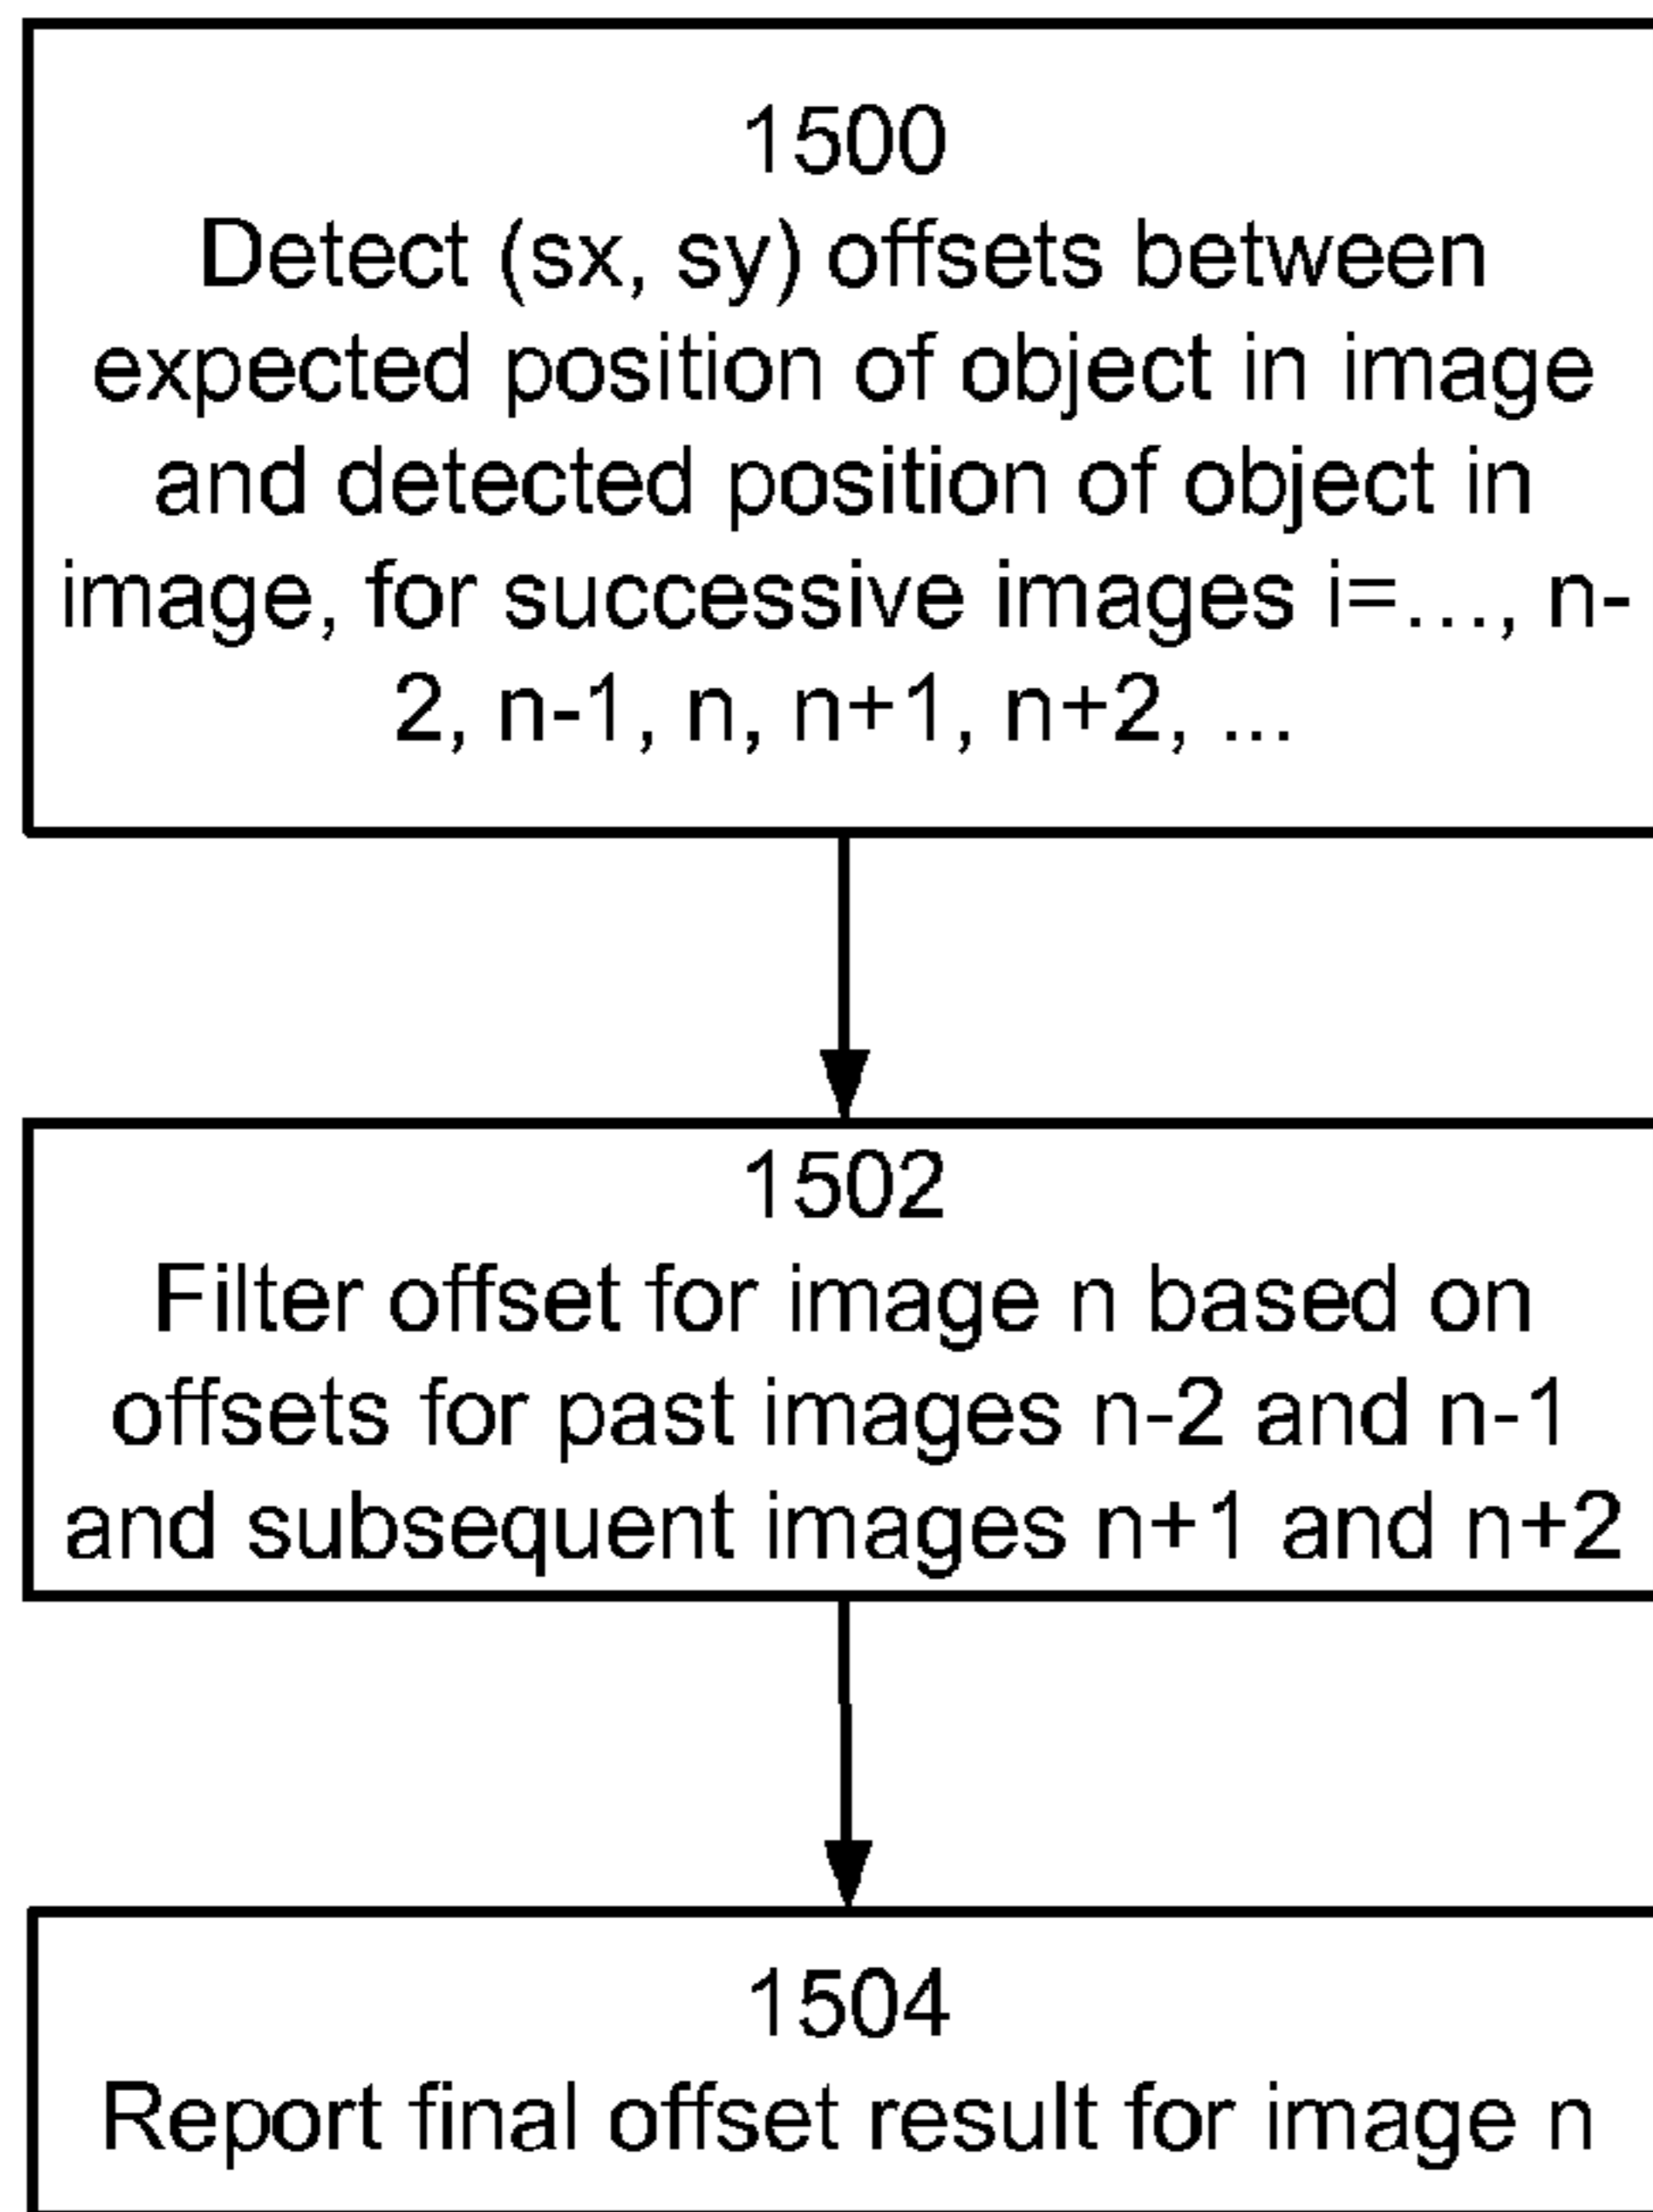 1500
Detect (sx, sy) offsets between
expected position of object in image
and detected position of object in
image, for successive images i=..., n-
2, n-1, n, n+1, n+2, ...
1502
Filter offset for image n based on
offsets for past images n-2 and n-1
and subsequent images n+1 and n+2
1504
Report final offset result for image n